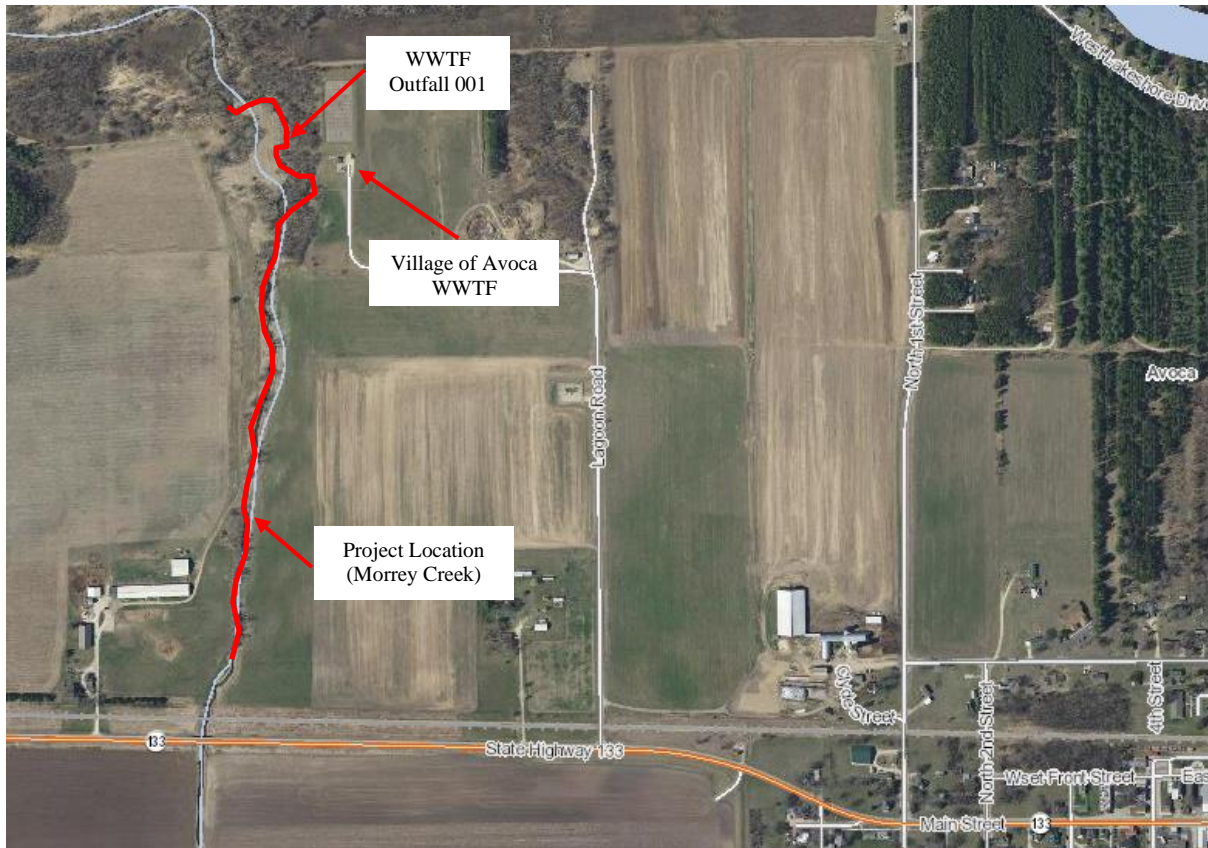 WWTF
Outfall 001
West Lakeshore Drive
Village of Avoca
WWTF
North 1st Street
Avoca
Lagoon Road
Project Location
(Morrey Creek)
Clyde Street
North 2nd Street
4th Street
133
State Highway 133
Wset Front Street
Eas
Main Street
133